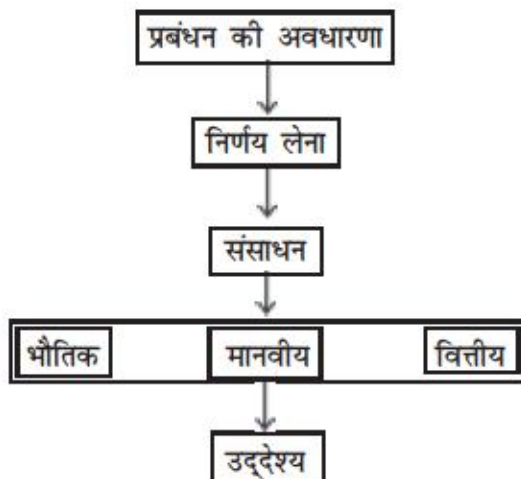 प्रबंधन की अवधारणा
निर्णय लेना
संसाधन
भौतिक मानवीय वित्तीय
उद्देश्य